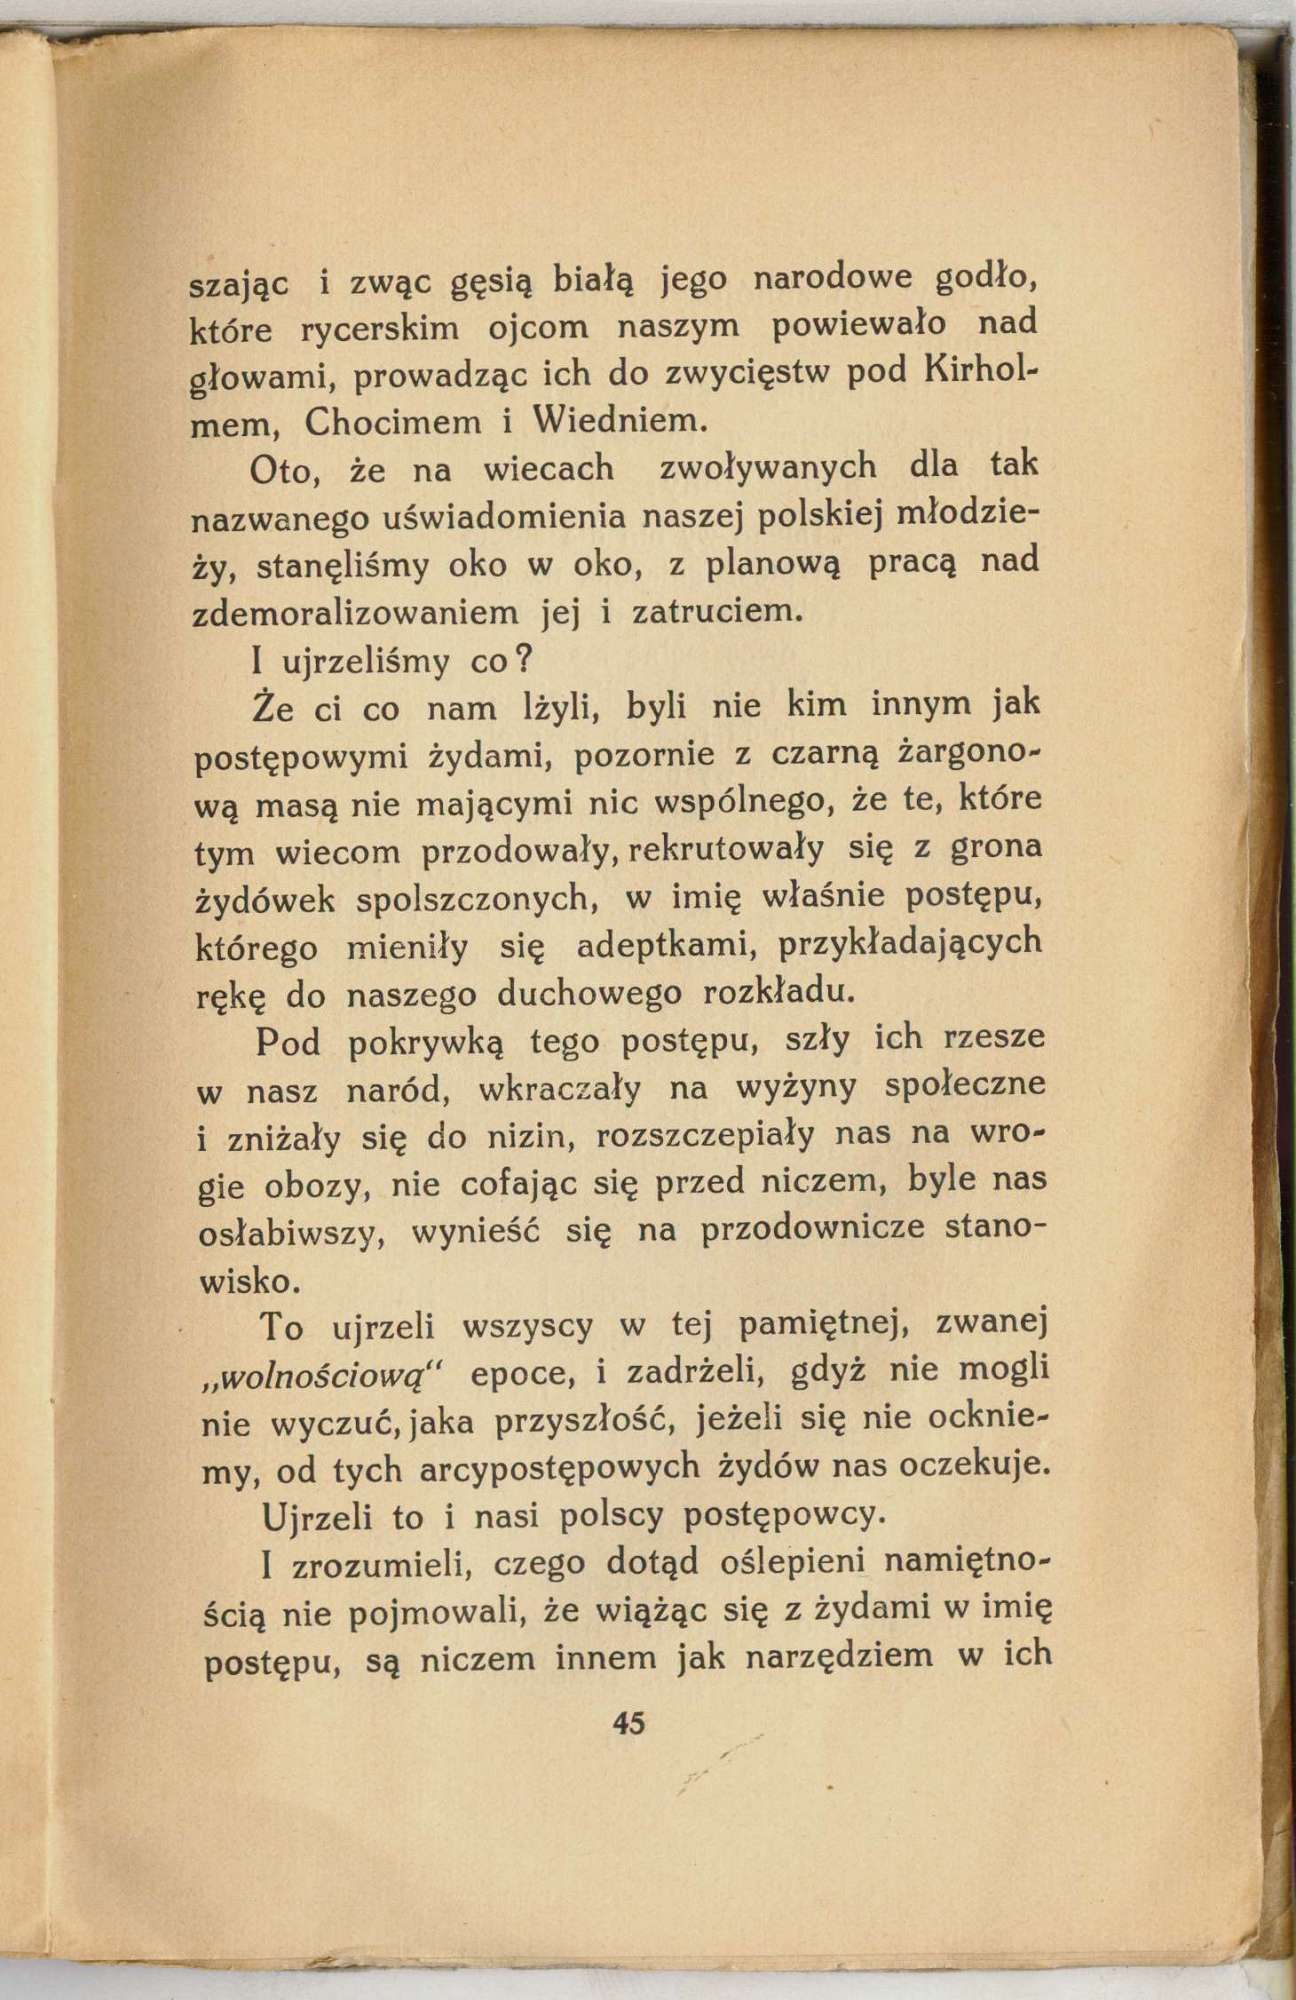 szając i zwąc gęsią białą jego narodowe godło,
które rycerskim ojcom naszym powiewało nad
głowami, prowadząc ich do zwycięstw pod Kirhol-
mem, Chocimem i Wiedniem.
Oto, że na wiecach zwoływanych dla tak
nazwanego uświadomienia naszej polskiej młodzie-
ży, stanęliśmy oko w oko, z planową pracą nad
zdemoralizowaniem jej i zatruciem.
I ujrzeliśmy co?
Że ci co nam lżyli, byli nie kim innym jak
postępowymi żydami, pozornie z czarną żargono-
wą masą nie mającymi nic wspólnego, że te, które
tym wiecom przodowały, rekrutowały się z grona
żydówek spolszczonych, w imię właśnie postępu,
którego mieniły się adeptkami, przykładających
rękę do naszego duchowego rozkładu.
Pod pokrywką tego postępu, szły ich rzesze
w nasz naród, wkraczały na wyżyny społeczne
i zniżały się do nizin, rozszczepiały nas na wro-
gie obozy, nie cofając się przed niczem, byle nas
osłabiwszy, wynieść się na przodownicze stano-
wisko.
To ujrzeli wszyscy w tej pamiętnej, zwanej
„wolnościową“ epoce, i zadrżeli, gdyż nie mogli
nie wyczuć, jaka przyszłość, jeżeli się nie ocknie-
my, od tych arcypostępowych żydów nas oczekuje.
Ujrzeli to i nasi polscy postępowcy.
I zrozumieli, czego dotąd oślepieni namiętno-
ścią nie pojmowali, że wiążąc się z żydami w imię
postępu, są niczem innem jak narzędziem w ich
45